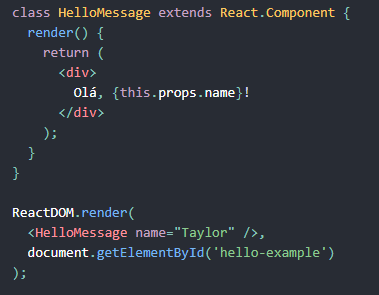 class HelloMessage extends React.Component {
  render() {
    return (
      <div>
        Olá, {this.props.name}!
      </div>
    );
  }
}

ReactDOM.render(
  <HelloMessage name="Taylor" />,
  document.getElementById('hello-example')
);